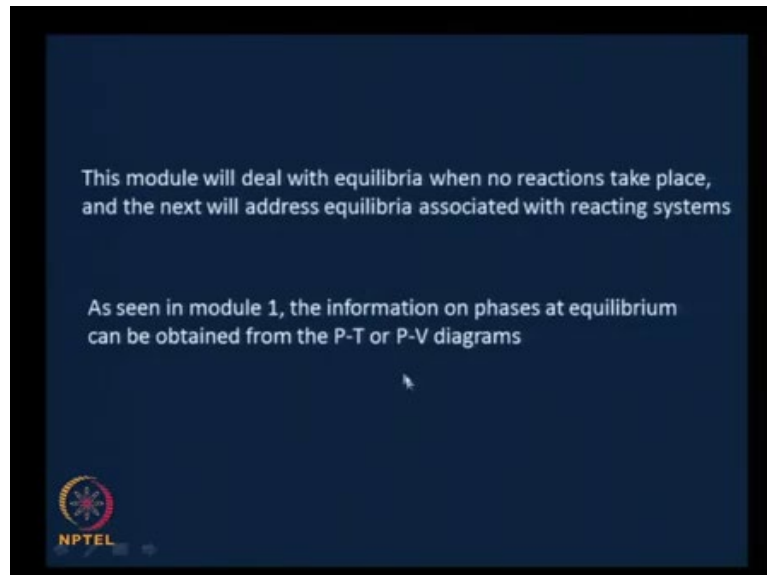 This module will deal with equilibria when no reactions take place,
and the next will address equilibria associated with reacting systems
As seen in module 1, the information on phases at equilibrium
can be obtained from the P-T or P-V diagrams
NPTEL